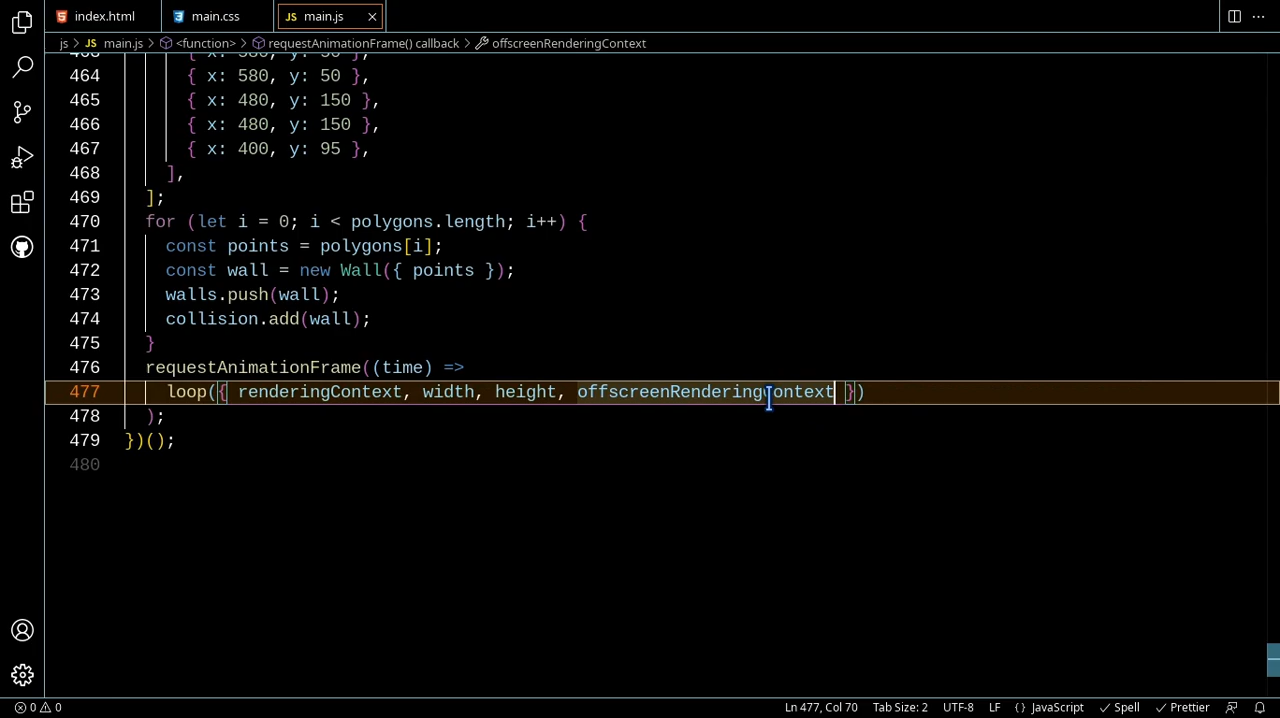 index.html
main.css
JS main.js
js > JS main.js > <function> > requestAnimationFrame() callback > offscreenRenderingContext
464 { x: 580, y: 50 },
465 { x: 480, y: 150 },
466 { x: 480, y: 150 },
467 { x: 400, y: 95 },
468 ],
469 ];
470 for (let i = 0; i < polygons.length; i++) {
471 const points = polygons[i];
472 const wall = new Wall({ points });
473 walls.push(wall);
474 collision.add(wall);
475 }
476 requestAnimationFrame((time) =>
477 loop({ renderingContext, width, height, offscreenRenderingContext })
478 );
479 })();
480
0 0 Ln 477, Col 70 Tab Size: 2 UTF-8 LF {} JavaScript Spell Prettier